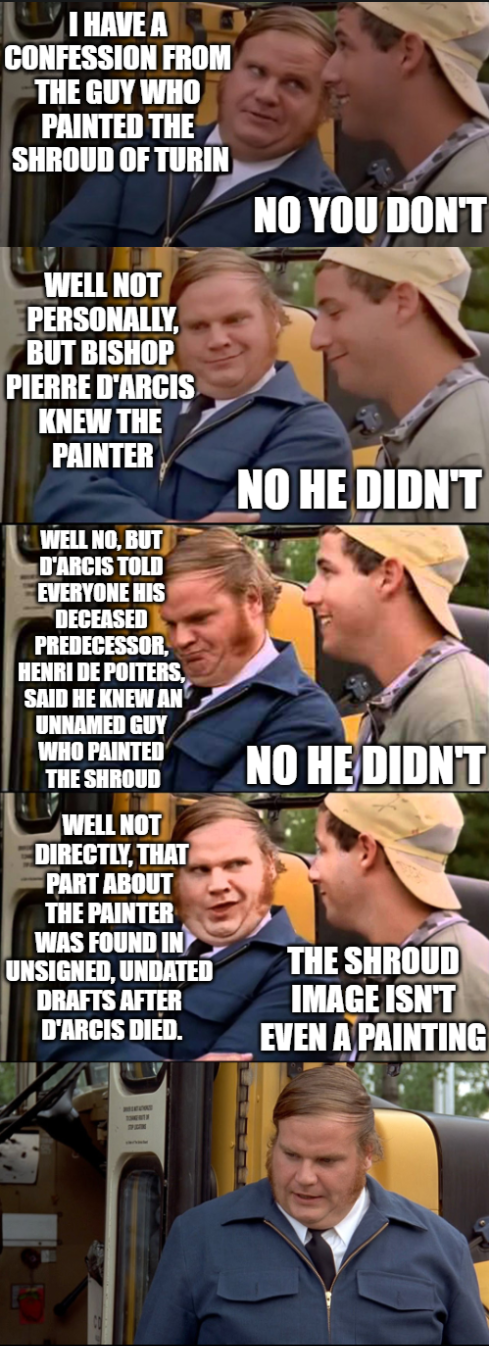 I HAVE A
CONFESSION FROM
THE GUY WHO
PAINTED THE
SHROUD OF TURIN
NO YOU DON'T
WELL NOT
PERSONALLY,
BUT BISHOP
PIERRE D'ARCIS
KNEW THE
PAINTER
NO HE DIDN'T
WELL NO, BUT
D'ARCIS TOLD
EVERYONE HIS
DECEASED
PREDECESSOR,
HENRI DE POITERS,
SAID HE KNEW AN
UNNAMED GUY
WHO PAINTED
THE SHROUD
NO HE DIDN'T
WELL NOT
DIRECTLY, THAT
PART ABOUT
THE PAINTER
WAS FOUND IN
UNSIGNED, UNDATED
DRAFTS AFTER
D'ARCIS DIED.
THE SHROUD
IMAGE ISN'T
EVEN A PAINTING